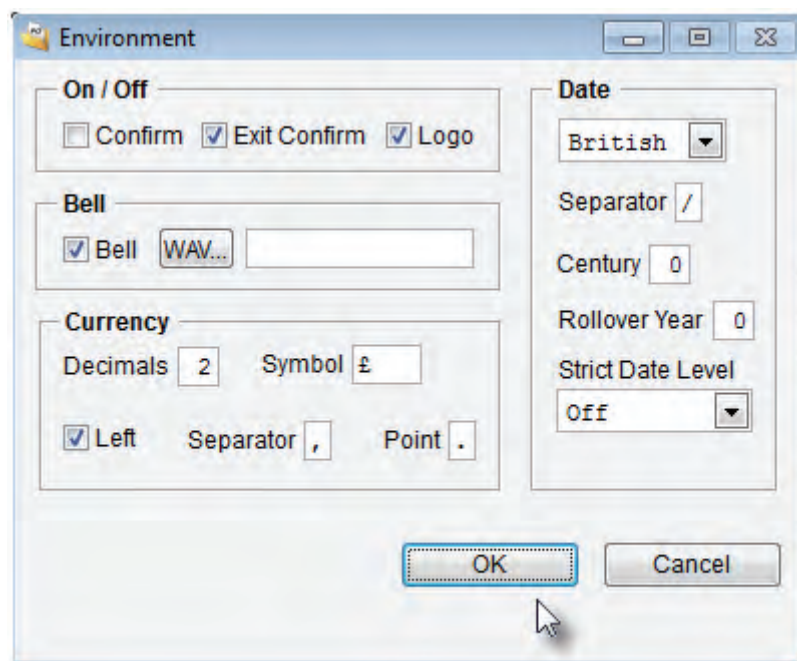 Environment
On / Off
Confirm Exit Confirm Logo
Bell
Bell WAV...
Currency
Decimals 2 Symbol £
Left Separator , Point .
Date
British
Separator /
Century 0
Rollover Year 0
Strict Date Level
Off
OK Cancel